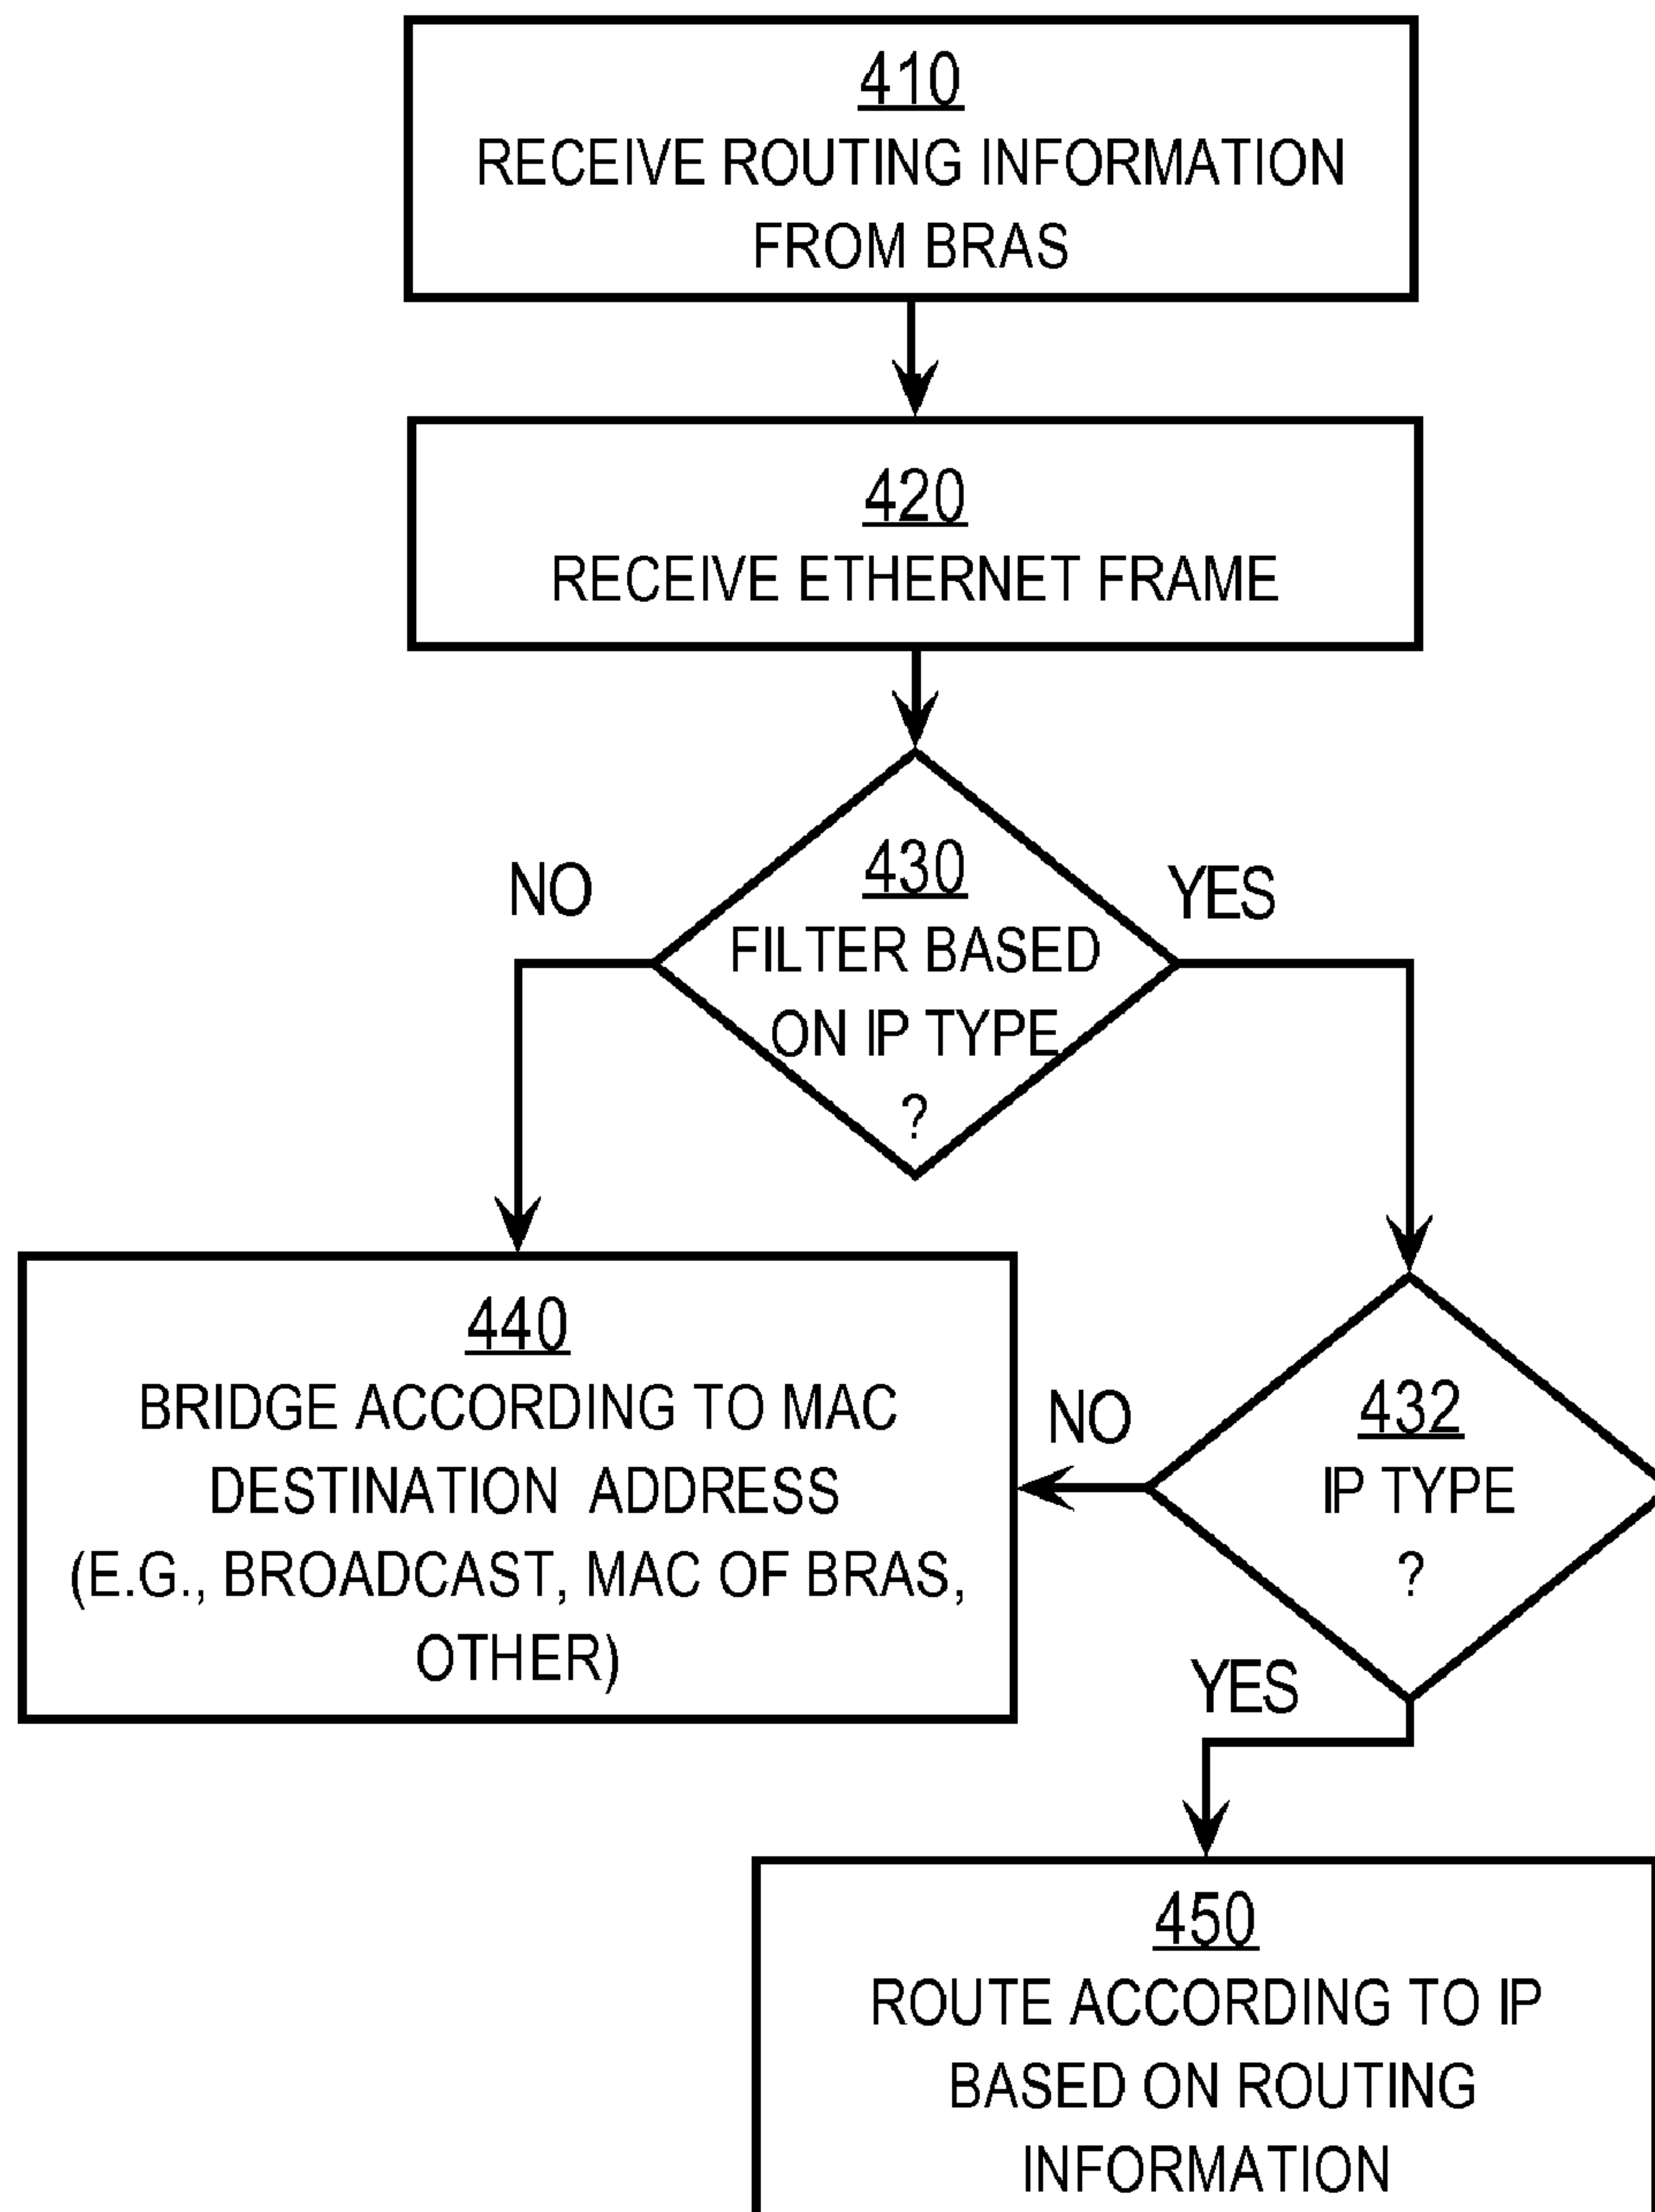 410
RECEIVE ROUTING INFORMATION
FROM BRAS
420
RECEIVE ETHERNET FRAME
NO
430
YES
FILTER BASED
ON IP TYPE
?
440
BRIDGE ACCORDING TO MAC
DESTINATION ADDRESS
(E.G., BROADCAST, MAC OF BRAS,
OTHER)
NO
432
IP TYPE
?
YES
450
ROUTE ACCORDING TO IP
BASED ON ROUTING
INFORMATION